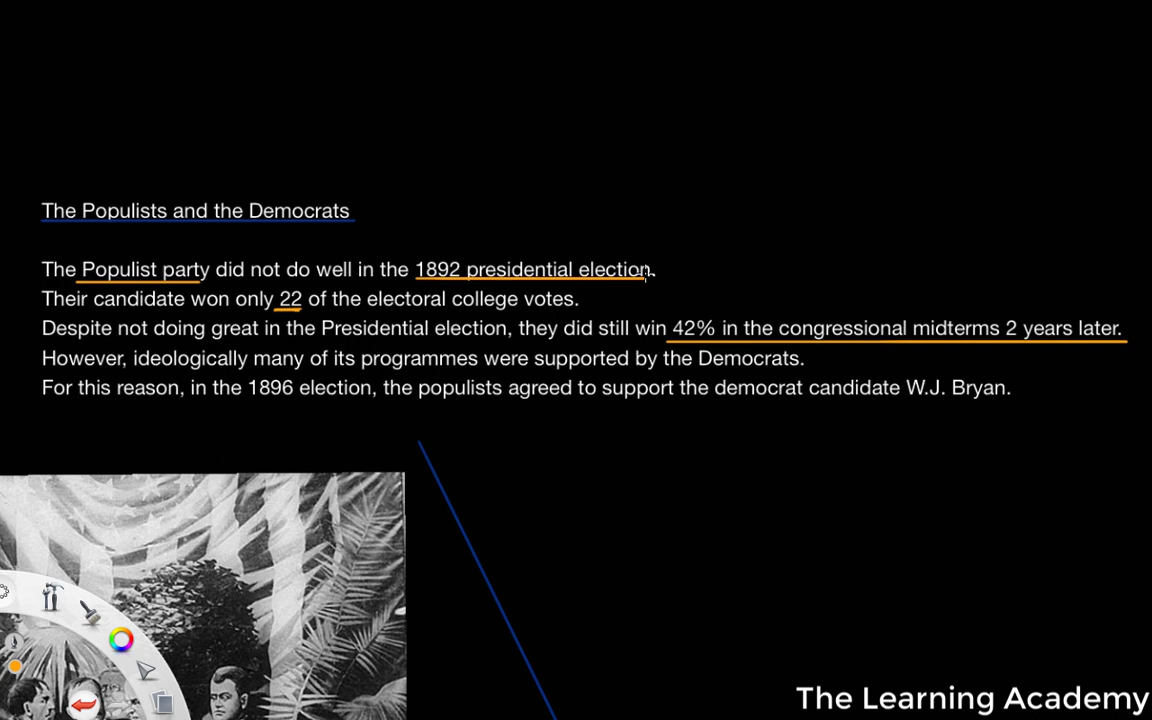 The Populists and the Democrats
The Populist party did not do well in the 1892 presidential election.
Their candidate won only 22 of the electoral college votes.
Despite not doing great in the Presidential election, they did still win 42% in the congressional midterms 2 years later.
However, ideologically many of its programmes were supported by the Democrats.
For this reason, in the 1896 election, the populists agreed to support the democrat candidate W.J. Bryan.
The Learning Academy